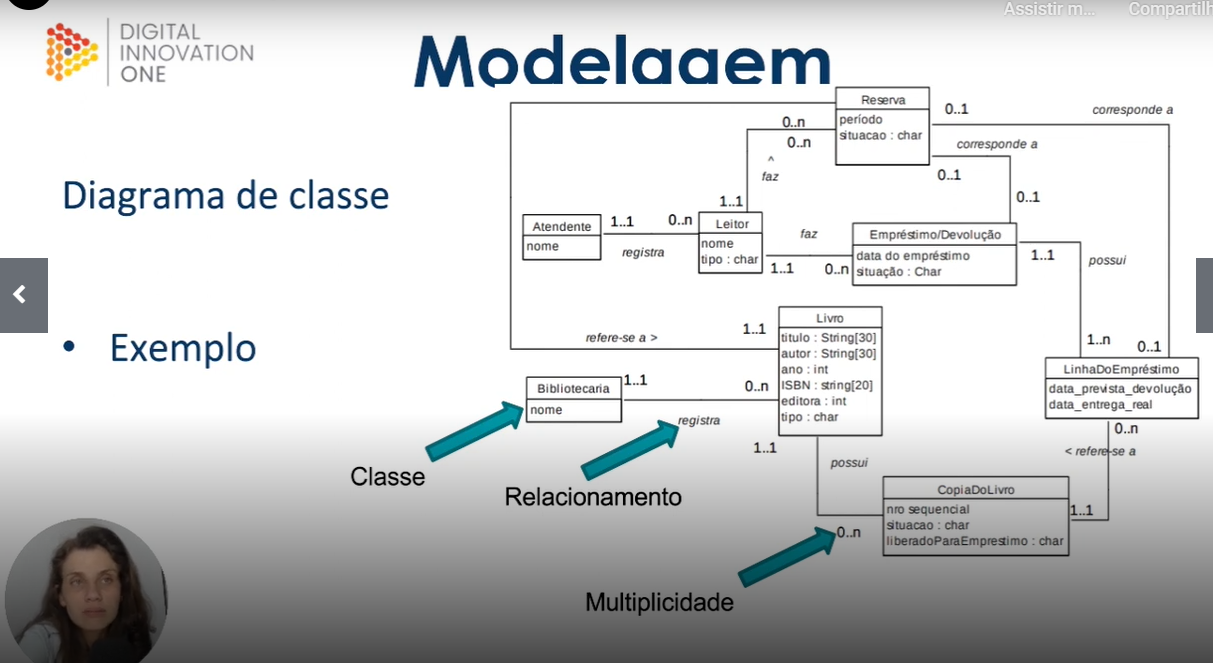 Assistir m...
Compartilh
DIGITAL
INNOVATION
ONE
Modelagem
Diagrama de classe
• Exemplo
Reserva
período
situacao : char
0..1
corresponde a
0..n
0..n
^
faz
corresponde a
0..1
0..1
1..1
Atendente
nome
1..1
0..n
registra
Leitor
nome
tipo : char
faz
1..1
0..n
Empréstimo/Devolução
data do empréstimo
situação : Char
1..1
possui
1..n
0..1
refere-se a >
1..1
Livro
titulo : String[30]
autor : String[30]
ano : int
ISBN : string[20]
editora : int
tipo : char
LinhaDoEmpréstimo
data_prevista_devolução
data_entrega_real
Bibliotecaria
nome
1..1
0..n
registra
0..n
< refere-se a
1..1
possui
Classe
Relacionamento
CopiaDoLivro
nro sequencial
situacao : char
liberadoParaEmprestimo : char
1..1
0..n
Multiplicidade